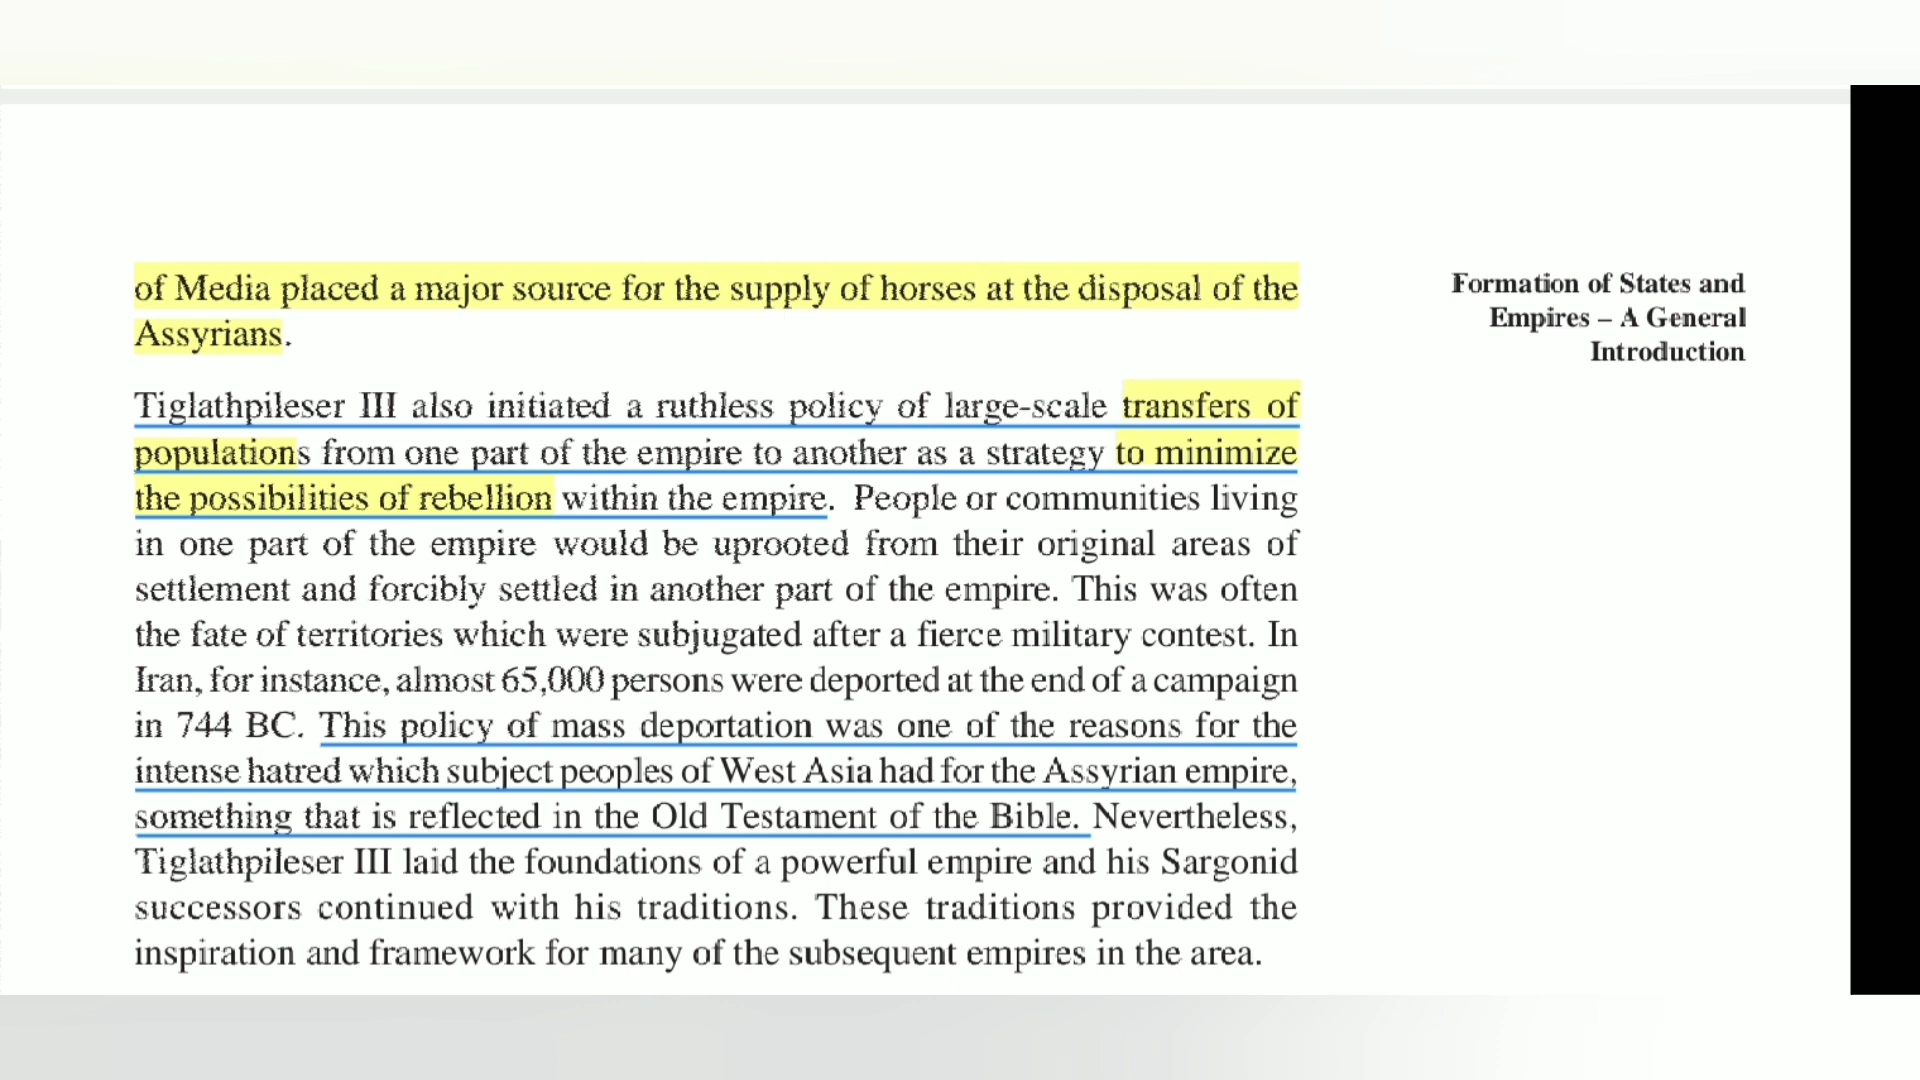 of Media placed a major source for the supply of horses at the disposal of the
Assyrians.
Formation of States and
Empires – A General
Introduction
Tiglathpileser III also initiated a ruthless policy of large-scale transfers of
populations from one part of the empire to another as a strategy to minimize
the possibilities of rebellion within the empire. People or communities living
in one part of the empire would be uprooted from their original areas of
settlement and forcibly settled in another part of the empire. This was often
the fate of territories which were subjugated after a fierce military contest. In
Iran, for instance, almost 65,000 persons were deported at the end of a campaign
in 744 BC. This policy of mass deportation was one of the reasons for the
intense hatred which subject peoples of West Asia had for the Assyrian empire,
something that is reflected in the Old Testament of the Bible. Nevertheless,
Tiglathpileser III laid the foundations of a powerful empire and his Sargonid
successors continued with his traditions. These traditions provided the
inspiration and framework for many of the subsequent empires in the area.